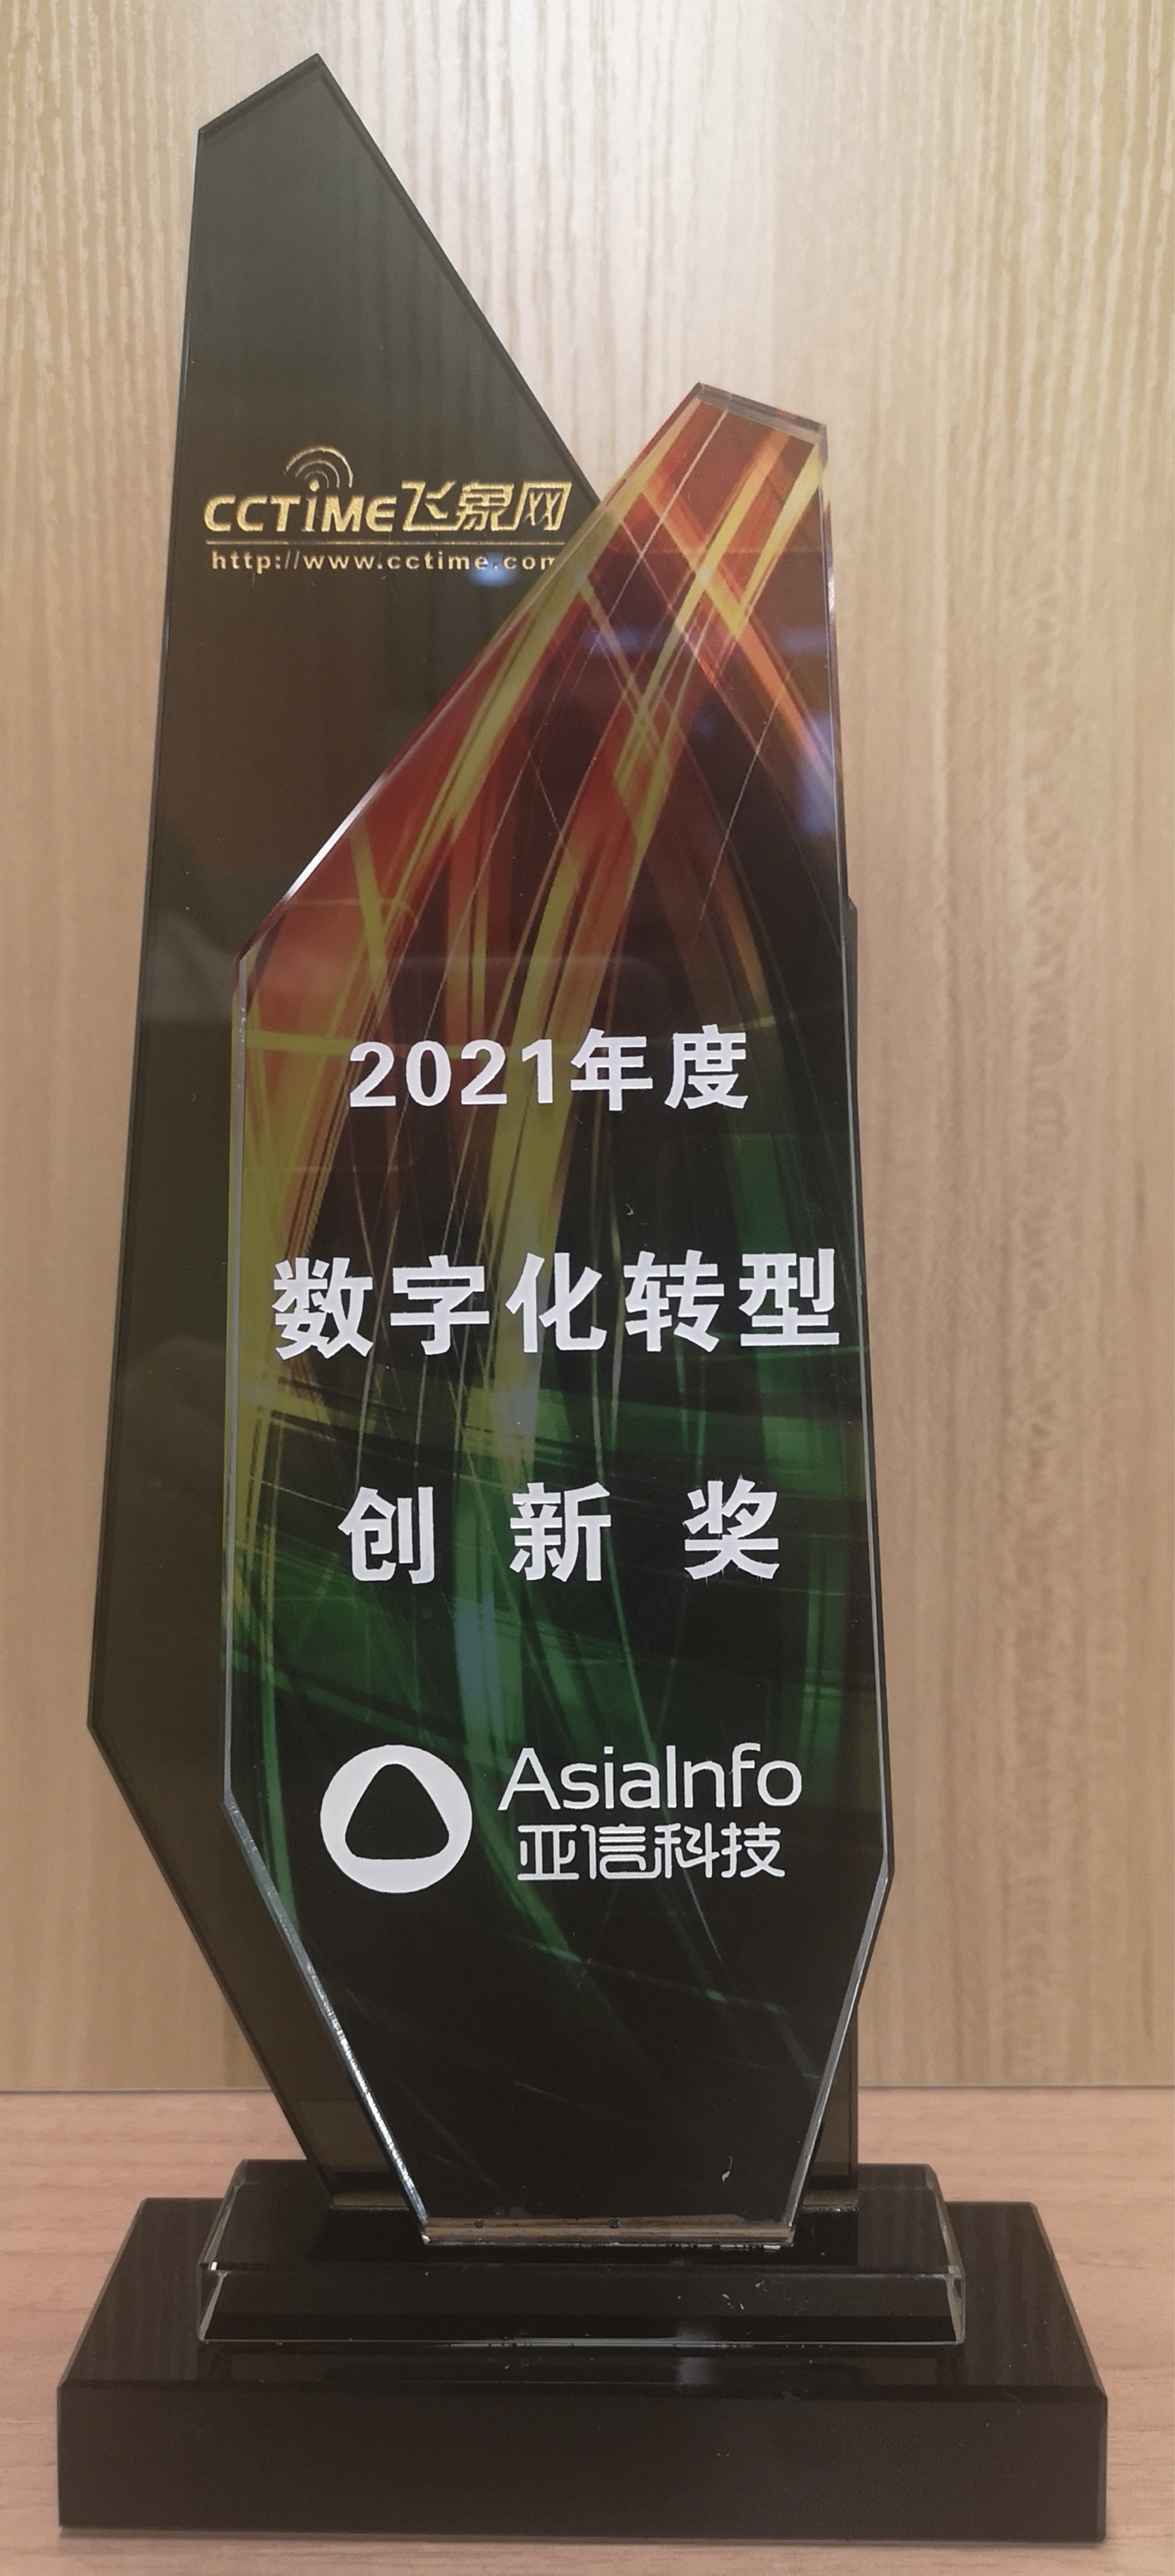 CCTiME飞象网
http://www.cctime.com
2021年度
数字化转型
创新奖
AsiaInfo
亚信科技